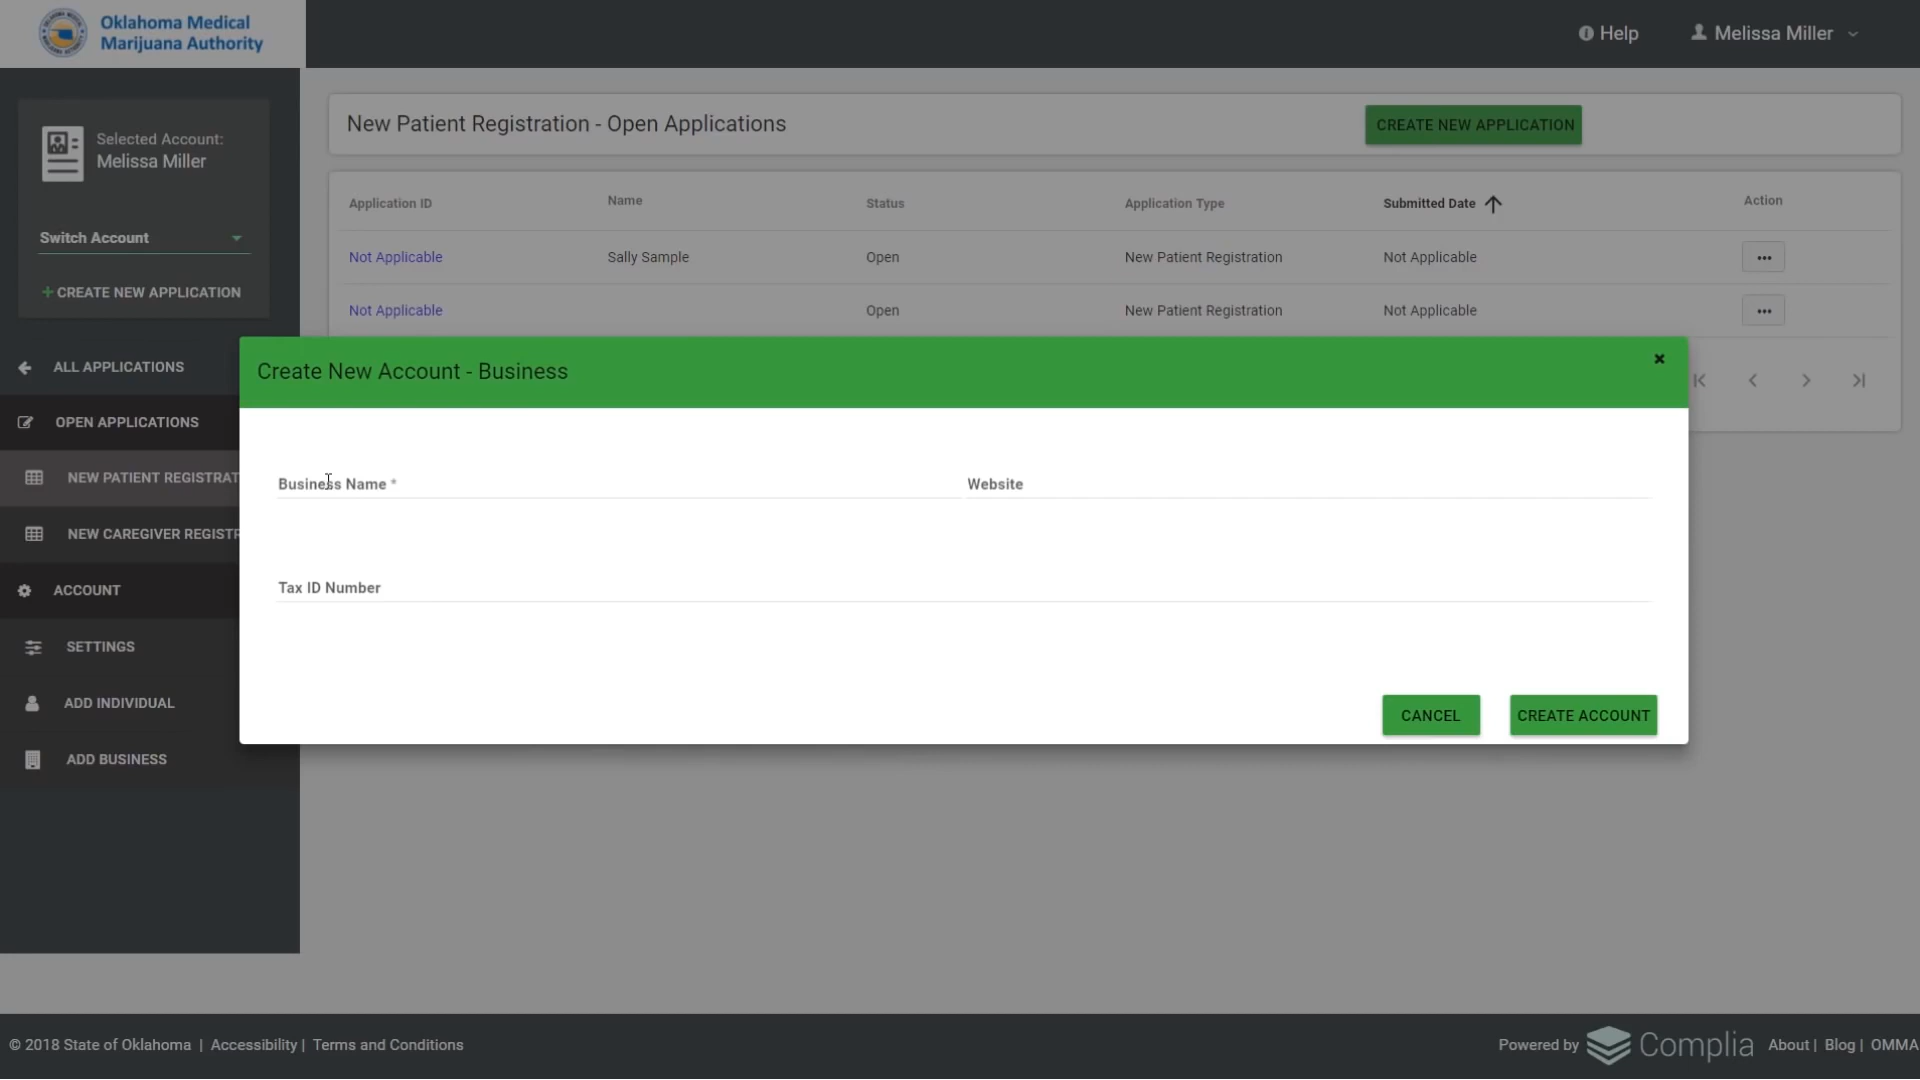 Oklahoma Medical
Marijuana Authority
Help
Melissa Miller
Selected Account:
Melissa Miller
Switch Account
+ CREATE NEW APPLICATION
ALL APPLICATIONS
OPEN APPLICATIONS
NEW PATIENT REGISTRAT
NEW CAREGIVER REGISTR
ACCOUNT
SETTINGS
ADD INDIVIDUAL
ADD BUSINESS
New Patient Registration - Open Applications
CREATE NEW APPLICATION
Application ID Name Status Application Type Submitted Date Action
Not Applicable Sally Sample Open New Patient Registration Not Applicable ...
Not Applicable Open New Patient Registration Not Applicable ...
Create New Account - Business
Business Name * Website
Tax ID Number
CANCEL CREATE ACCOUNT
© 2018 State of Oklahoma | Accessibility | Terms and Conditions
Powered by Complia About | Blog | OMMA